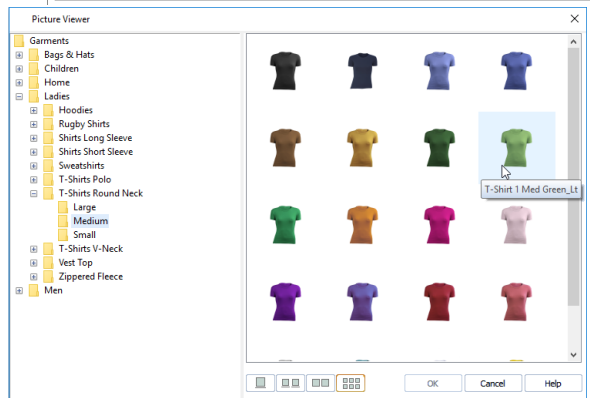 Picture Viewer
Garments
Bags & Hats
Children
Home
Ladies
Hoodies
Rugby Shirts
Shirts Long Sleeve
Shirts Short Sleeve
Sweatshirts
T-Shirts Polo
T-Shirts Round Neck
Large
Medium
Small
T-Shirts V-Neck
Vest Top
Zippered Fleece
Men
T-Shirt 1 Med Green_Lt
OK
Cancel
Help